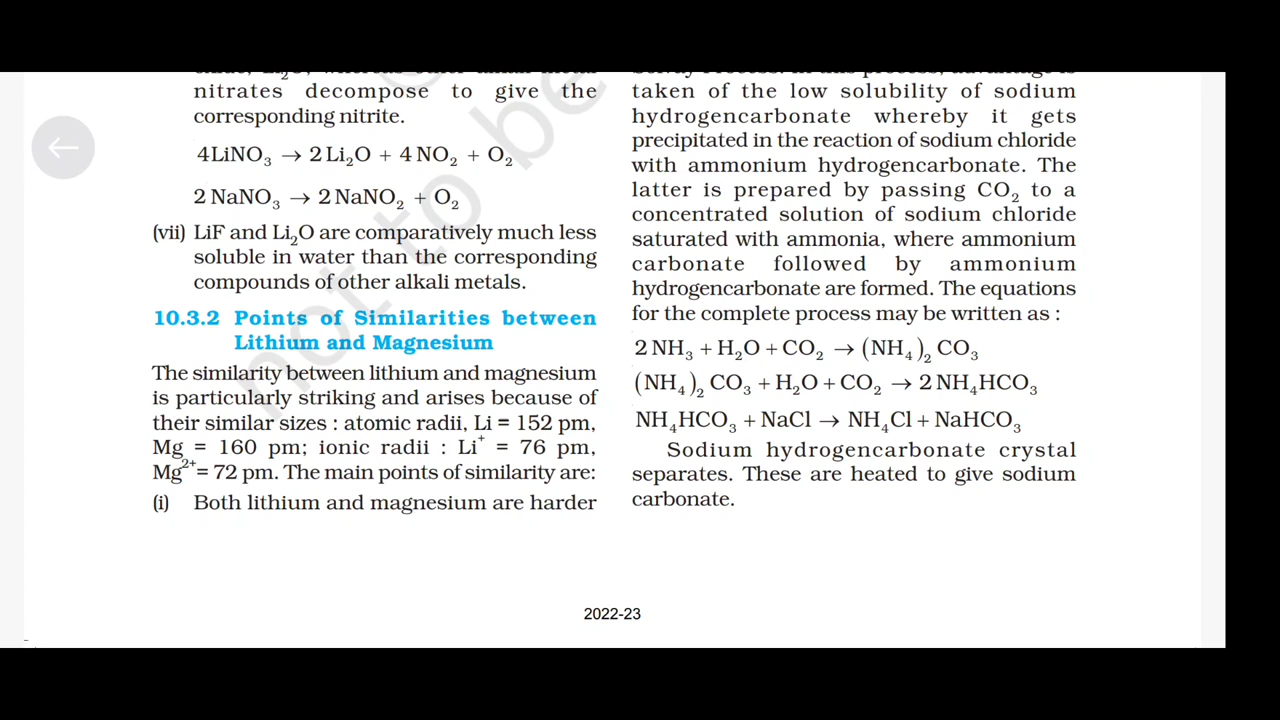 nitrates decompose to give the
corresponding nitrite.
4LiNO₃ → 2 Li₂O + 4 NO₂ + O₂
2 NaNO₃ → 2 NaNO₂ + O₂
(vii) LiF and Li₂O are comparatively much less
soluble in water than the corresponding
compounds of other alkali metals.
10.3.2 Points of Similarities between
Lithium and Magnesium
The similarity between lithium and magnesium
is particularly striking and arises because of
their similar sizes : atomic radii, Li = 152 pm,
Mg = 160 pm; ionic radii : Li⁺ = 76 pm,
Mg²⁺= 72 pm. The main points of similarity are:
(i) Both lithium and magnesium are harder
taken of the low solubility of sodium
hydrogencarbonate whereby it gets
precipitated in the reaction of sodium chloride
with ammonium hydrogencarbonate. The
latter is prepared by passing CO₂ to a
concentrated solution of sodium chloride
saturated with ammonia, where ammonium
carbonate followed by ammonium
hydrogencarbonate are formed. The equations
for the complete process may be written as :
2 NH₃ + H₂O + CO₂ → (NH₄)₂ CO₃
(NH₄)₂ CO₃ + H₂O + CO₂ → 2 NH₄HCO₃
NH₄HCO₃ + NaCl → NH₄Cl + NaHCO₃
Sodium hydrogencarbonate crystal
separates. These are heated to give sodium
carbonate.
not to be
2022-23